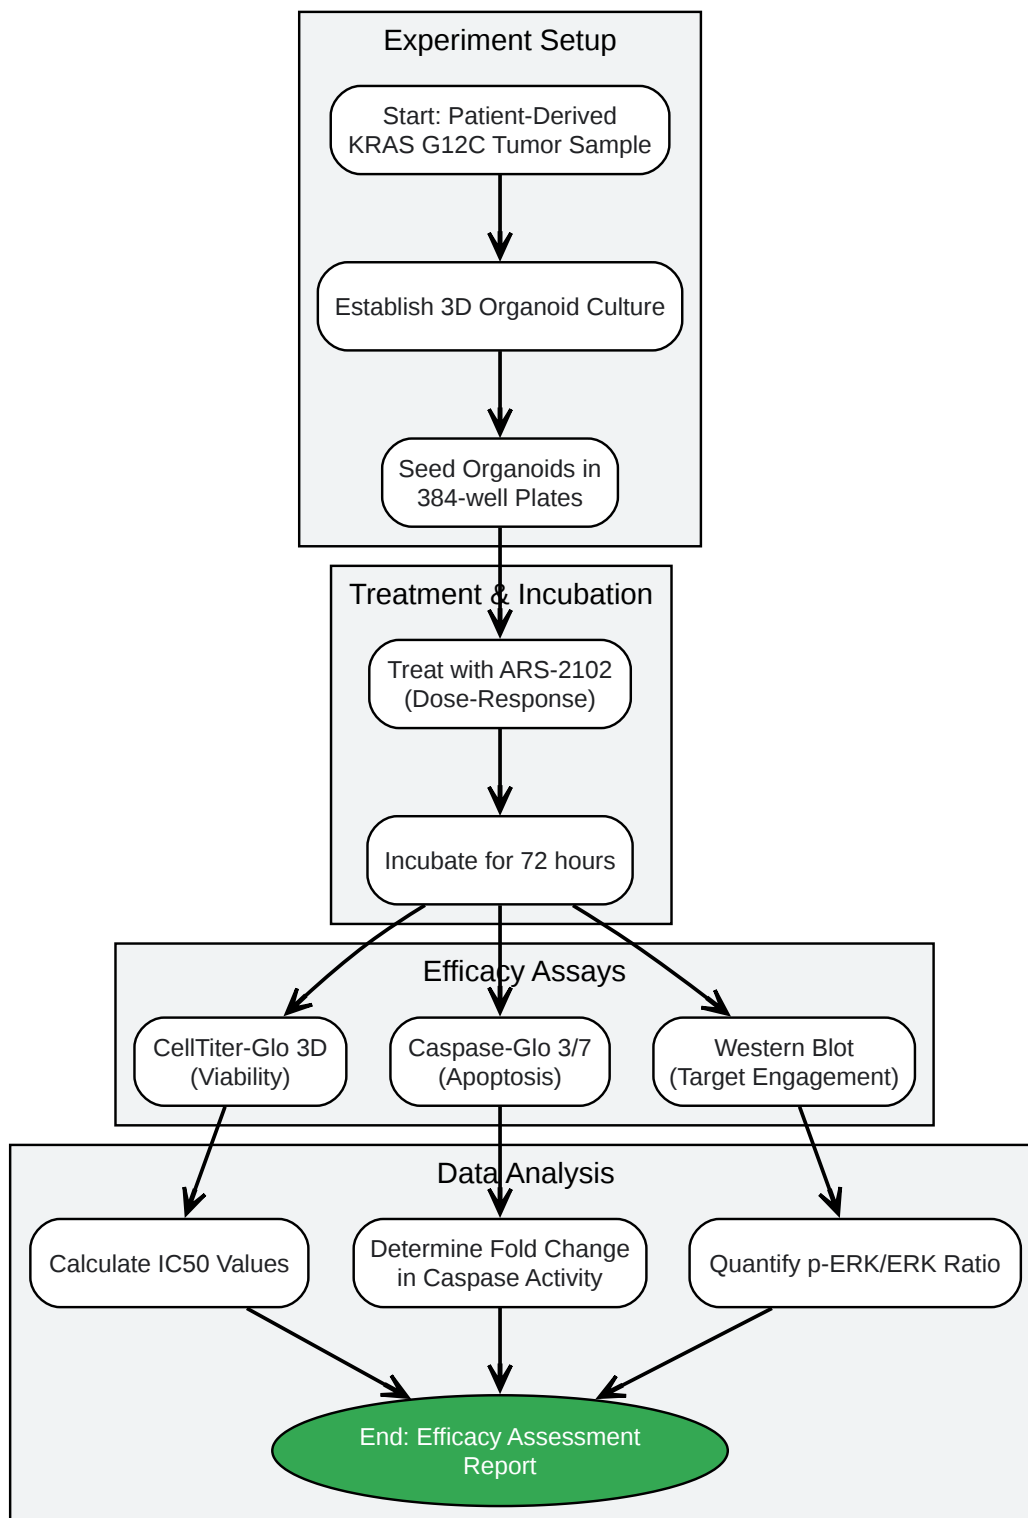 Experiment Setup
Start: Patient-Derived
KRAS G12C Tumor Sample
Establish 3D Organoid Culture
Seed Organoids in
384-well Plates
Treatment & Incubation
Treat with ARS-2102
(Dose-Response)
Incubate for 72 hours
Efficacy Assays
CellTiter-Glo 3D
(Viability)
Caspase-Glo 3/7
(Apoptosis)
Western Blot
(Target Engagement)
Data Analysis
Calculate IC50 Values
Determine Fold Change
in Caspase Activity
Quantify p-ERK/ERK Ratio
End: Efficacy Assessment
Report